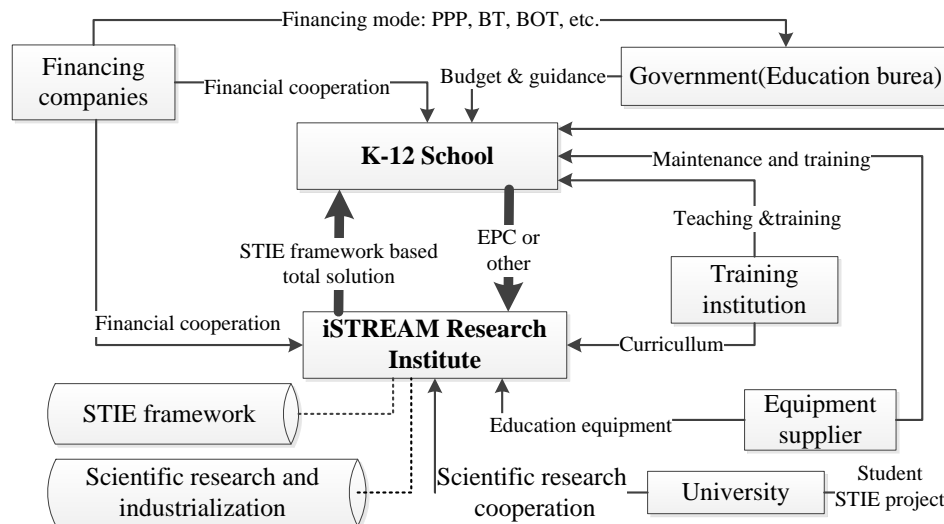 Financing mode: PPP, BT, BOT, etc.
Financing
companies
Financial cooperation
Budget & guidance
Government(Education burea)
K-12 School
Maintenance and training
Teaching &training
STIE framework based
total solution
EPC or
other
Training
institution
Financial cooperation
iSTREAM Research
Institute
Curricullum
STIE framework
Education equipment
Equipment
supplier
Scientific research and
industrialization
Scientific research
cooperation
University
Student
STIE project